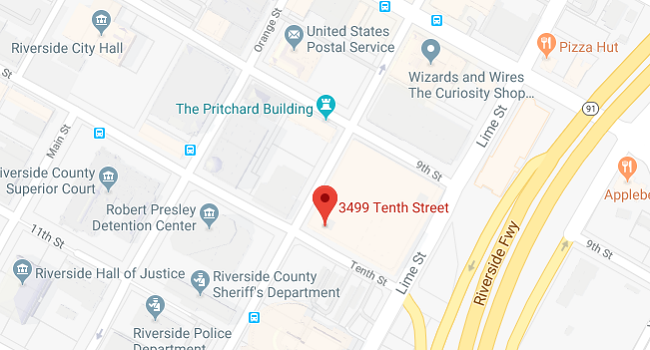 Riverside City Hall
Orange St
United States
Postal Service
Pizza Hut
Wizards and Wires
The Curiosity Shop...
St
The Pritchard Building
91
Lime St
Main St
9th St
Riverside County
Superior Court
3499 Tenth Street
Applebe
Robert Presley
Detention Center
11th St
9th St
Riverside Fwy
Riverside Hall of Justice
Riverside County
Sheriff's Department
Tenth St
Lime St
Riverside Police
Department